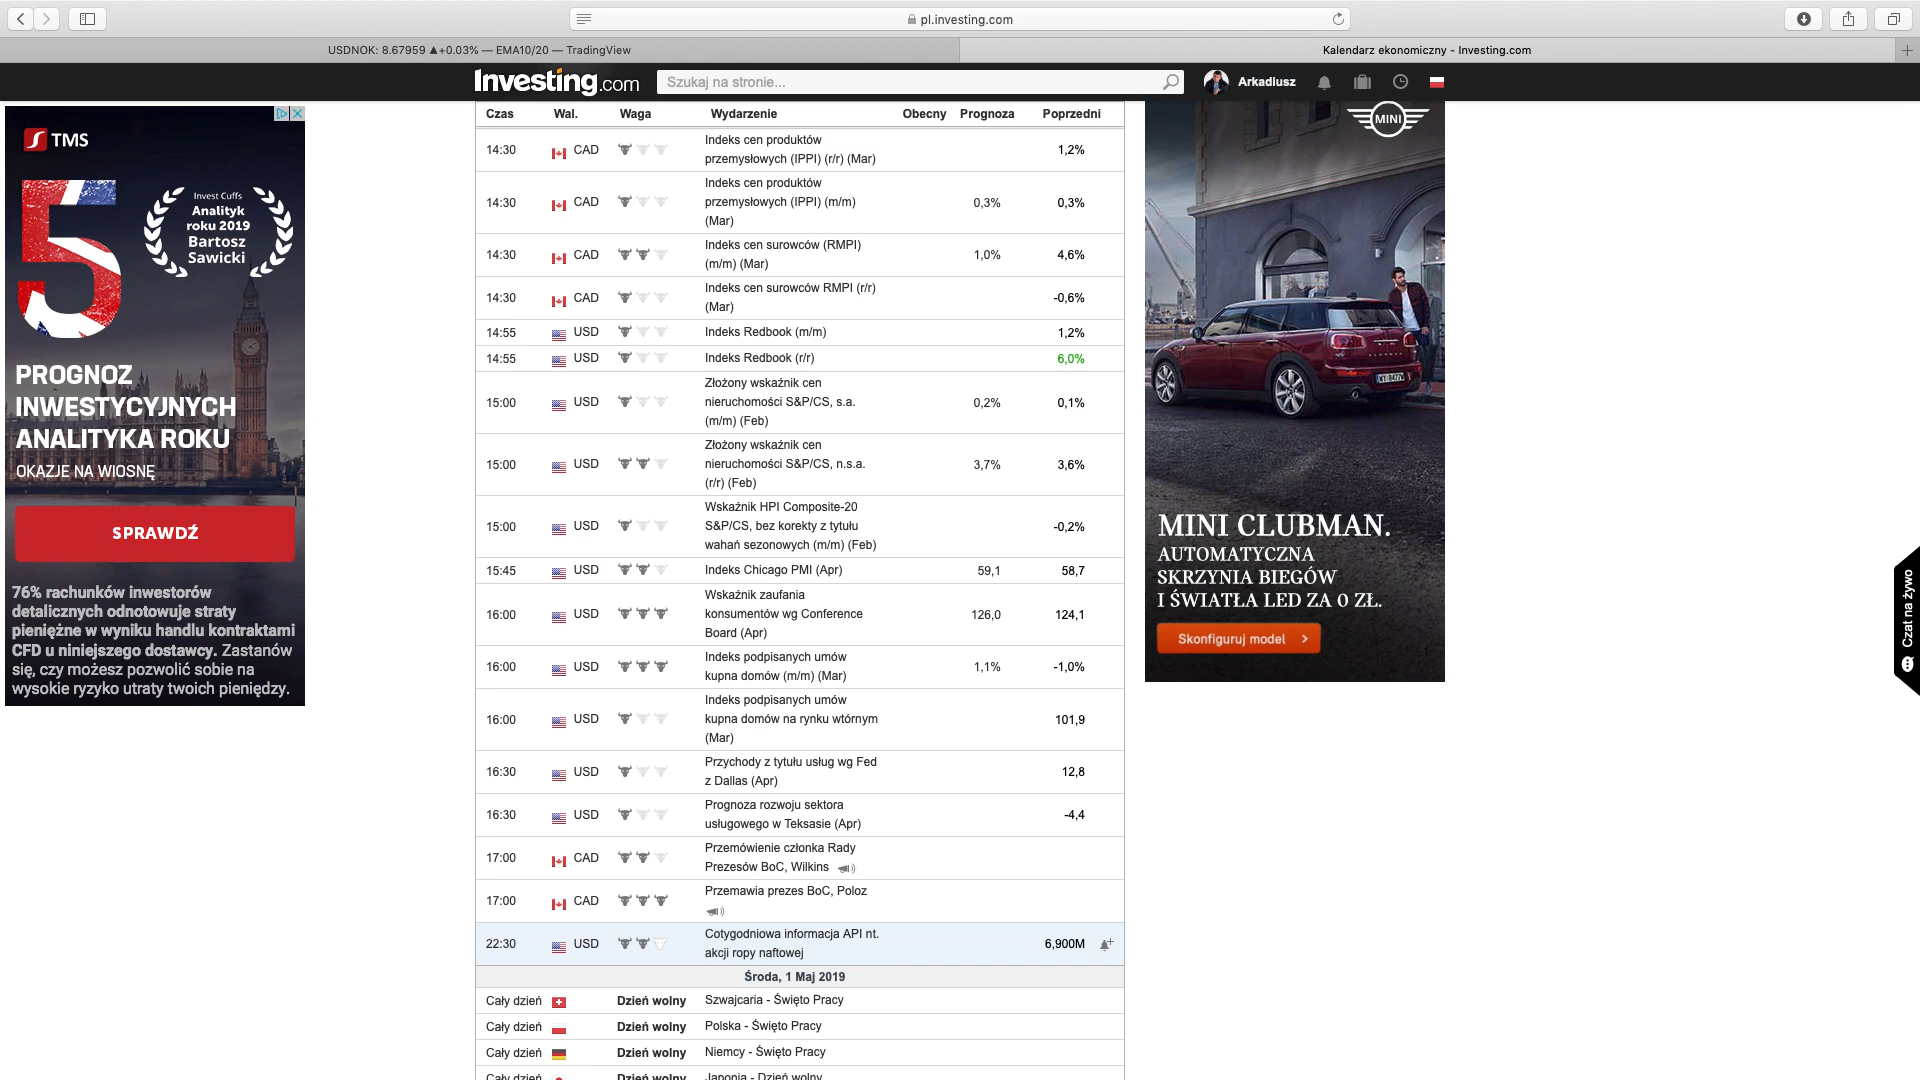 pl.investing.com
USDNOK: 8.67959 ▲+0.03% — EMA10/20 — TradingView
Kalendarz ekonomiczny - Investing.com
Investing.com
Szukaj na stronie...
Arkadiusz
TMS
5
Invest Cuffs
Analityk
roku 2019
Bartosz
Sawicki
PROGNOZ
INWESTYCYJNYCH
ANALITYKA ROKU
OKAZJE NA WIOSNĘ
SPRAWDŹ
76% rachunków inwestorów
detalicznych odnotowuje straty
pieniężne w wyniku handlu kontraktami
CFD u niniejszego dostawcy. Zastanów
się, czy możesz pozwolić sobie na
wysokie ryzyko utraty twoich pieniędzy.
Czas Wal. Waga Wydarzenie Obecny Prognoza Poprzedni
14:30 CAD Indeks cen produktów
przemysłowych (IPPI) (r/r) (Mar) 1,2%
14:30 CAD Indeks cen produktów
przemysłowych (IPPI) (m/m)
(Mar) 0,3% 0,3%
14:30 CAD Indeks cen surowców (RMPI)
(m/m) (Mar) 1,0% 4,6%
14:30 CAD Indeks cen surowców RMPI (r/r)
(Mar) -0,6%
14:55 USD Indeks Redbook (m/m) 1,2%
14:55 USD Indeks Redbook (r/r) 6,0%
15:00 USD Złożony wskaźnik cen
nieruchomości S&P/CS, s.a.
(m/m) (Feb) 0,2% 0,1%
15:00 USD Złożony wskaźnik cen
nieruchomości S&P/CS, n.s.a.
(r/r) (Feb) 3,7% 3,6%
15:00 USD Wskaźnik HPI Composite-20
S&P/CS, bez korekty z tytułu
wahań sezonowych (m/m) (Feb) -0,2%
15:45 USD Indeks Chicago PMI (Apr) 59,1 58,7
16:00 USD Wskaźnik zaufania
konsumentów wg Conference
Board (Apr) 126,0 124,1
16:00 USD Indeks podpisanych umów
kupna domów (m/m) (Mar) 1,1% -1,0%
16:00 USD Indeks podpisanych umów
kupna domów na rynku wtórnym
(Mar) 101,9
16:30 USD Przychody z tytułu usług wg Fed
z Dallas (Apr) 12,8
16:30 USD Prognoza rozwoju sektora
usługowego w Teksasie (Apr) -4,4
17:00 CAD Przemówienie członka Rady
Prezesów BoC, Wilkins
17:00 CAD Przemawia prezes BoC, Poloz
22:30 USD Cotygodniowa informacja API nt.
akcji ropy naftowej 6,900M
Środa, 1 Maj 2019
Cały dzień Dzień wolny Szwajcaria - Święto Pracy
Cały dzień Dzień wolny Polska - Święto Pracy
Cały dzień Dzień wolny Niemcy - Święto Pracy
Cały dzień Dzień wolny Japonia - Dzień wolny
MINI
MINI CLUBMAN.
AUTOMATYCZNA
SKRZYNIA BIEGÓW
I ŚWIATŁA LED ZA 0 ZŁ.
Skonfiguruj model
Czat na żywo